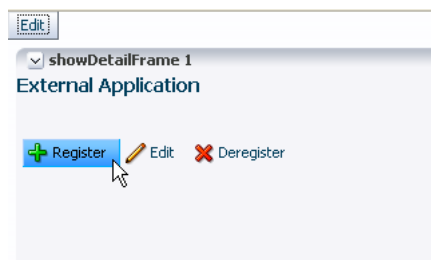 Edit
showDetailFrame 1
External Application
Register Edit Deregister